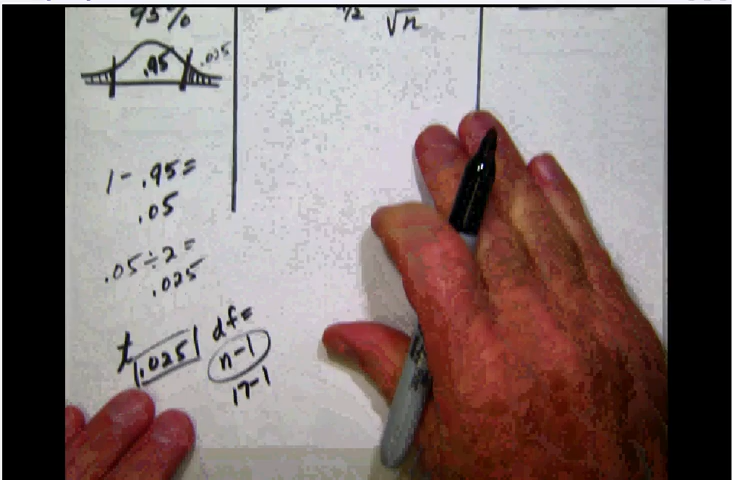 95%
.95 .025
1 - .95 =
.05
.05 ÷ 2 =
.025
t .025 df =
n-1
17-1
√n